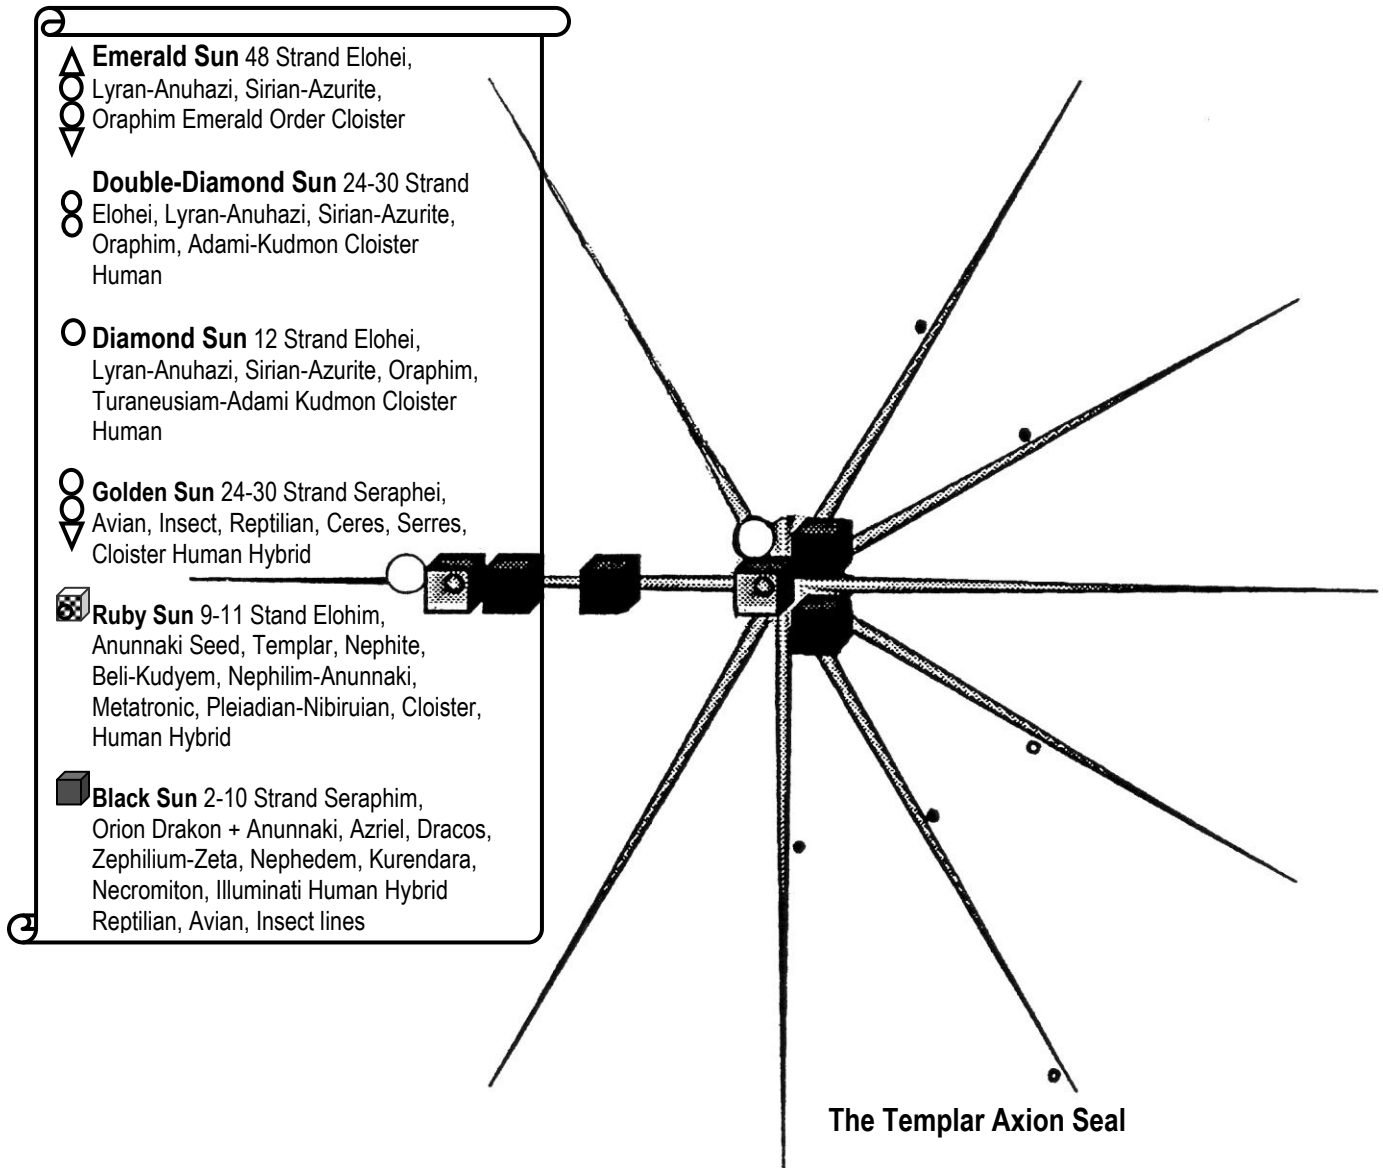 Emerald Sun 48 Strand Elohei,
Lyran-Anuhazi, Sirian-Azurite,
Oraphim Emerald Order Cloister
Double-Diamond Sun 24-30 Strand
Elohei, Lyran-Anuhazi, Sirian-Azurite,
Oraphim, Adami-Kudmon Cloister
Human
Diamond Sun 12 Strand Elohei,
Lyran-Anuhazi, Sirian-Azurite, Oraphim,
Turaneusiam-Adami Kudmon Cloister
Human
Golden Sun 24-30 Strand Seraphei,
Avian, Insect, Reptilian, Ceres, Serres,
Cloister Human Hybrid
Ruby Sun 9-11 Stand Elohim,
Anunnaki Seed, Templar, Nephite,
Beli-Kudyem, Nephilim-Anunnaki,
Metatronic, Pleiadian-Nibiruian, Cloister,
Human Hybrid
Black Sun 2-10 Strand Seraphim,
Orion Drakon + Anunnaki, Azriel, Dracos,
Zephilium-Zeta, Nephedem, Kurendara,
Necromiton, Illuminati Human Hybrid
Reptilian, Avian, Insect lines
The Templar Axion Seal